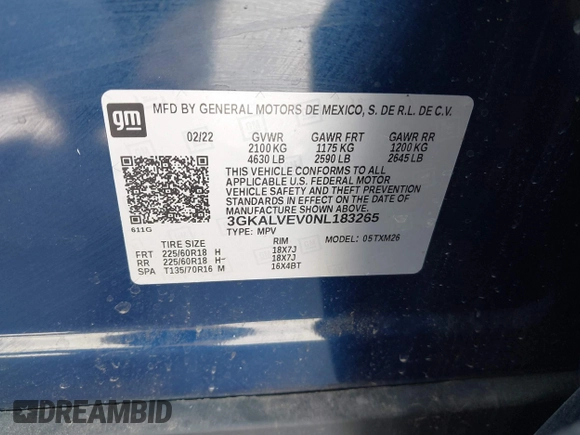 gm
MFD BY GENERAL MOTORS DE MEXICO, S. DE R.L. DE C.V.
02/22 GVWR GAWR FRT GAWR RR
2100 KG 1175 KG 1200 KG
4630 LB 2590 LB 2645 LB
THIS VEHICLE CONFORMS TO ALL
APPLICABLE U.S. FEDERAL MOTOR
VEHICLE SAFETY AND THEFT PREVENTION
STANDARDS IN EFFECT ON THE DATE OF
MANUFACTURE SHOWN ABOVE.
3GKALVEV0NL183265
611G
TYPE: MPV MODEL: 05TXM26
TIRE SIZE RIM
FRT 225/60R18 H 18X7J
RR 225/60R18 H 18X7J
SPA T135/70R16 M 16X4BT
DREAMBID